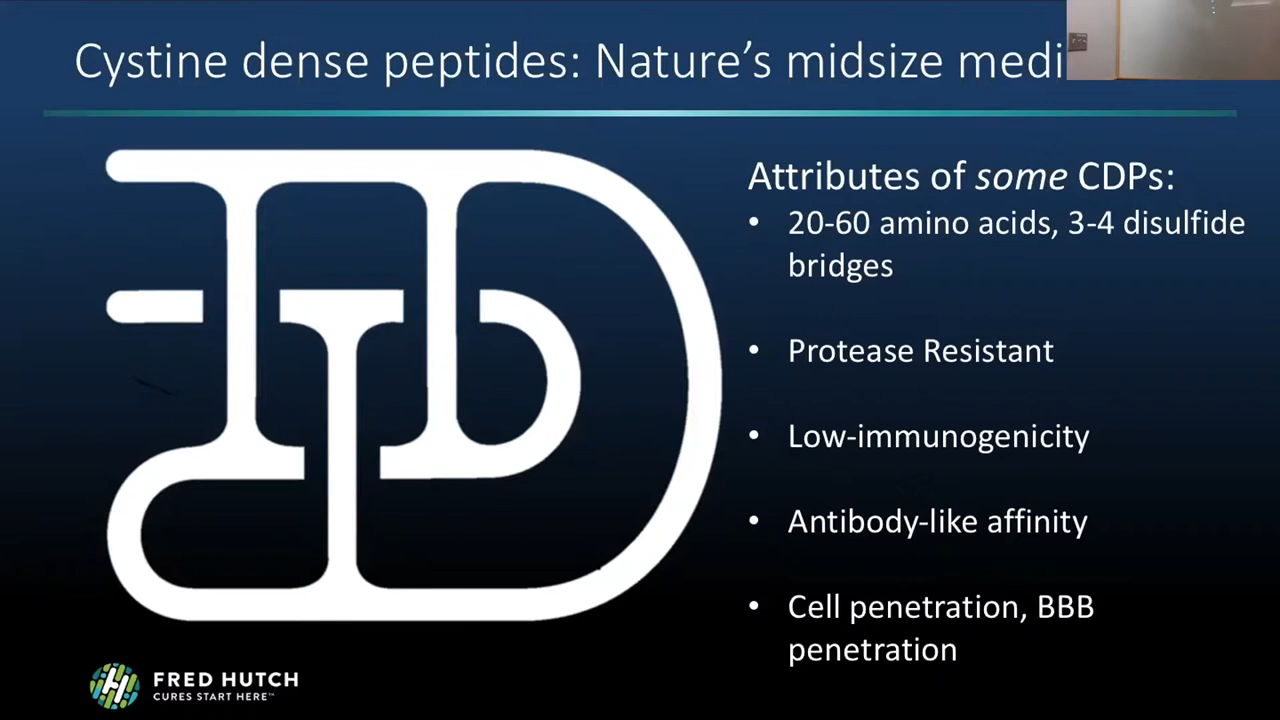 Cystine dense peptides: Nature's midsize medi
Attributes of some CDPs:
• 20-60 amino acids, 3-4 disulfide
bridges
• Protease Resistant
• Low-immunogenicity
• Antibody-like affinity
• Cell penetration, BBB
penetration
FRED HUTCH
CURES START HERE™